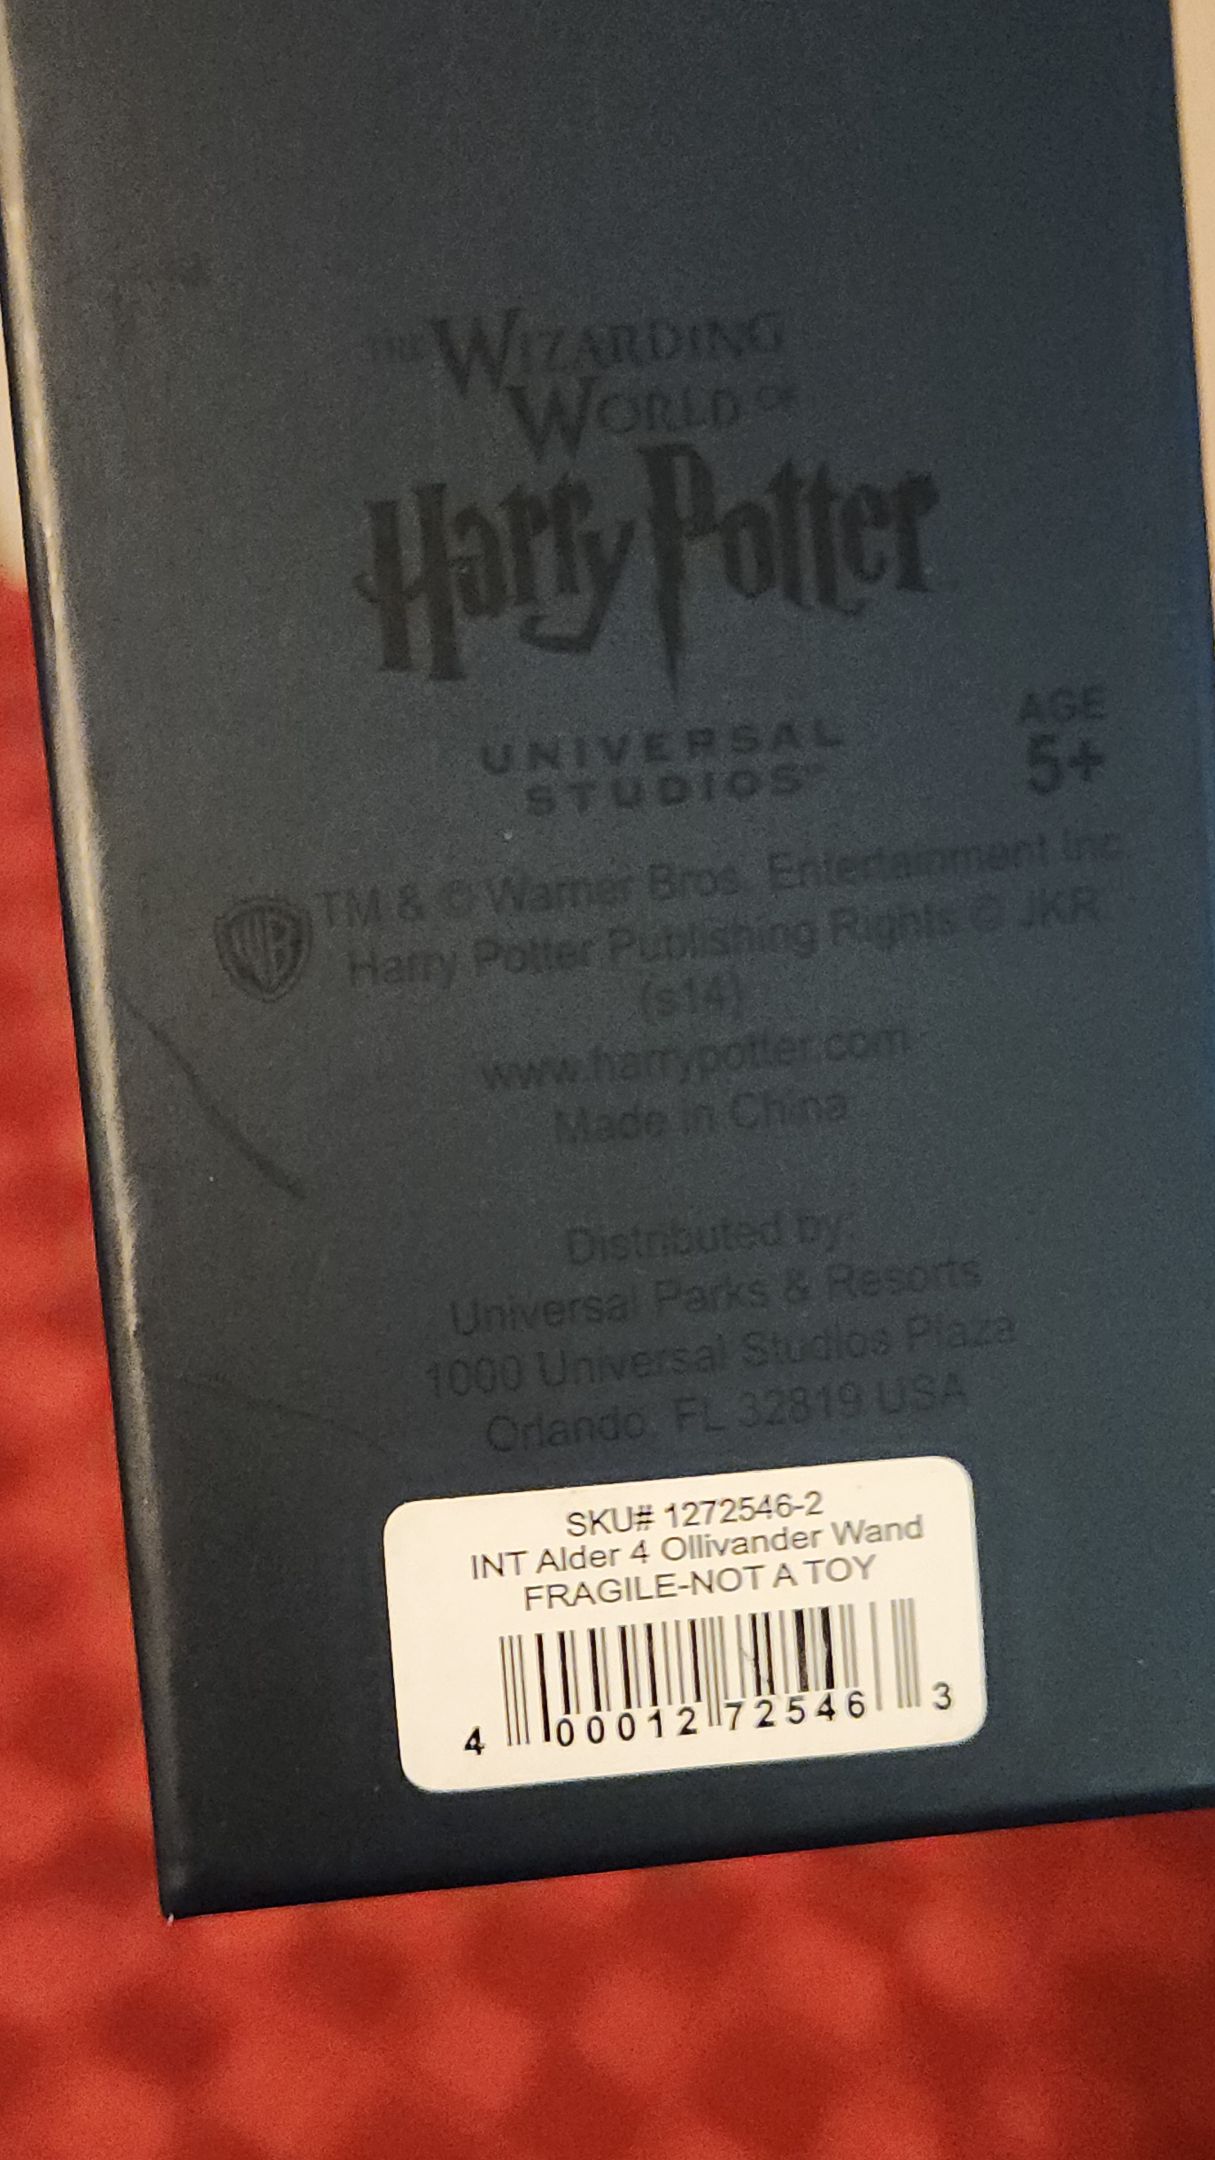 THE WIZARDING
WORLD OF
Harry Potter
UNIVERSAL
STUDIOS™
AGE
5+
WB
TM & © Warner Bros. Entertainment Inc.
Harry Potter Publishing Rights © JKR
(s14)
www.harrypotter.com
Made in China
Distributed by:
Universal Parks & Resorts
1000 Universal Studios Plaza
Orlando, FL 32819 USA
SKU# 1272546-2
INT Alder 4 Ollivander Wand
FRAGILE-NOT A TOY
4 00012 72546 3